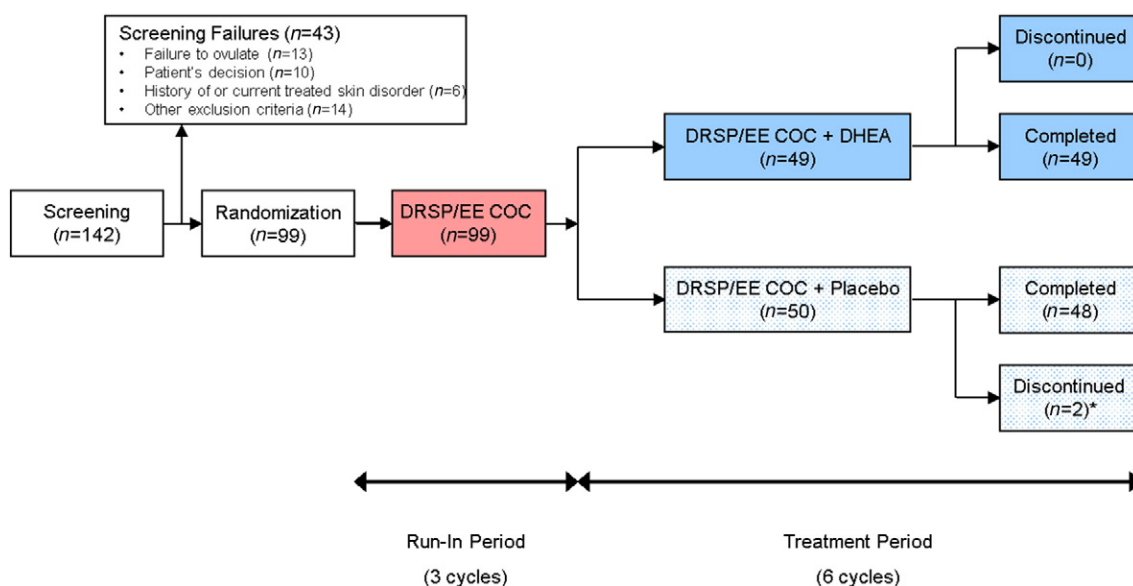 Screening Failures (n=43)
• Failure to ovulate (n=13)
• Patient's decision (n=10)
• History of or current treated skin disorder (n=6)
• Other exclusion criteria (n=14)
Screening
(n=142)
Randomization
(n=99)
DRSP/EE COC
(n=99)
DRSP/EE COC + DHEA
(n=49)
Discontinued
(n=0)
Completed
(n=49)
DRSP/EE COC + Placebo
(n=50)
Completed
(n=48)
Discontinued
(n=2)*
Run-In Period
(3 cycles)
Treatment Period
(6 cycles)